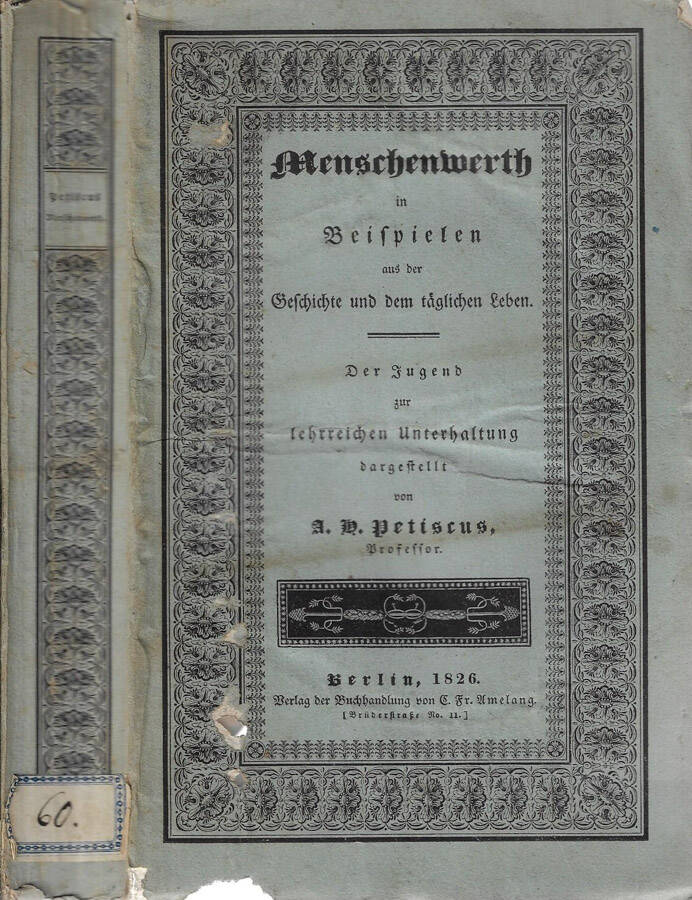 Petiscus
Menschenwerth
in
Beiſpielen
aus der
Geſchichte und dem täglichen Leben.
Der Jugend
zur
lehrreichen Unterhaltung
dargeſtellt
von
A. H. Petiscus,
Profeſſor.
Berlin, 1826.
Verlag der Buchhandlung von C. Fr. Amelang.
[Brüderſtraße No. 11.]
60.